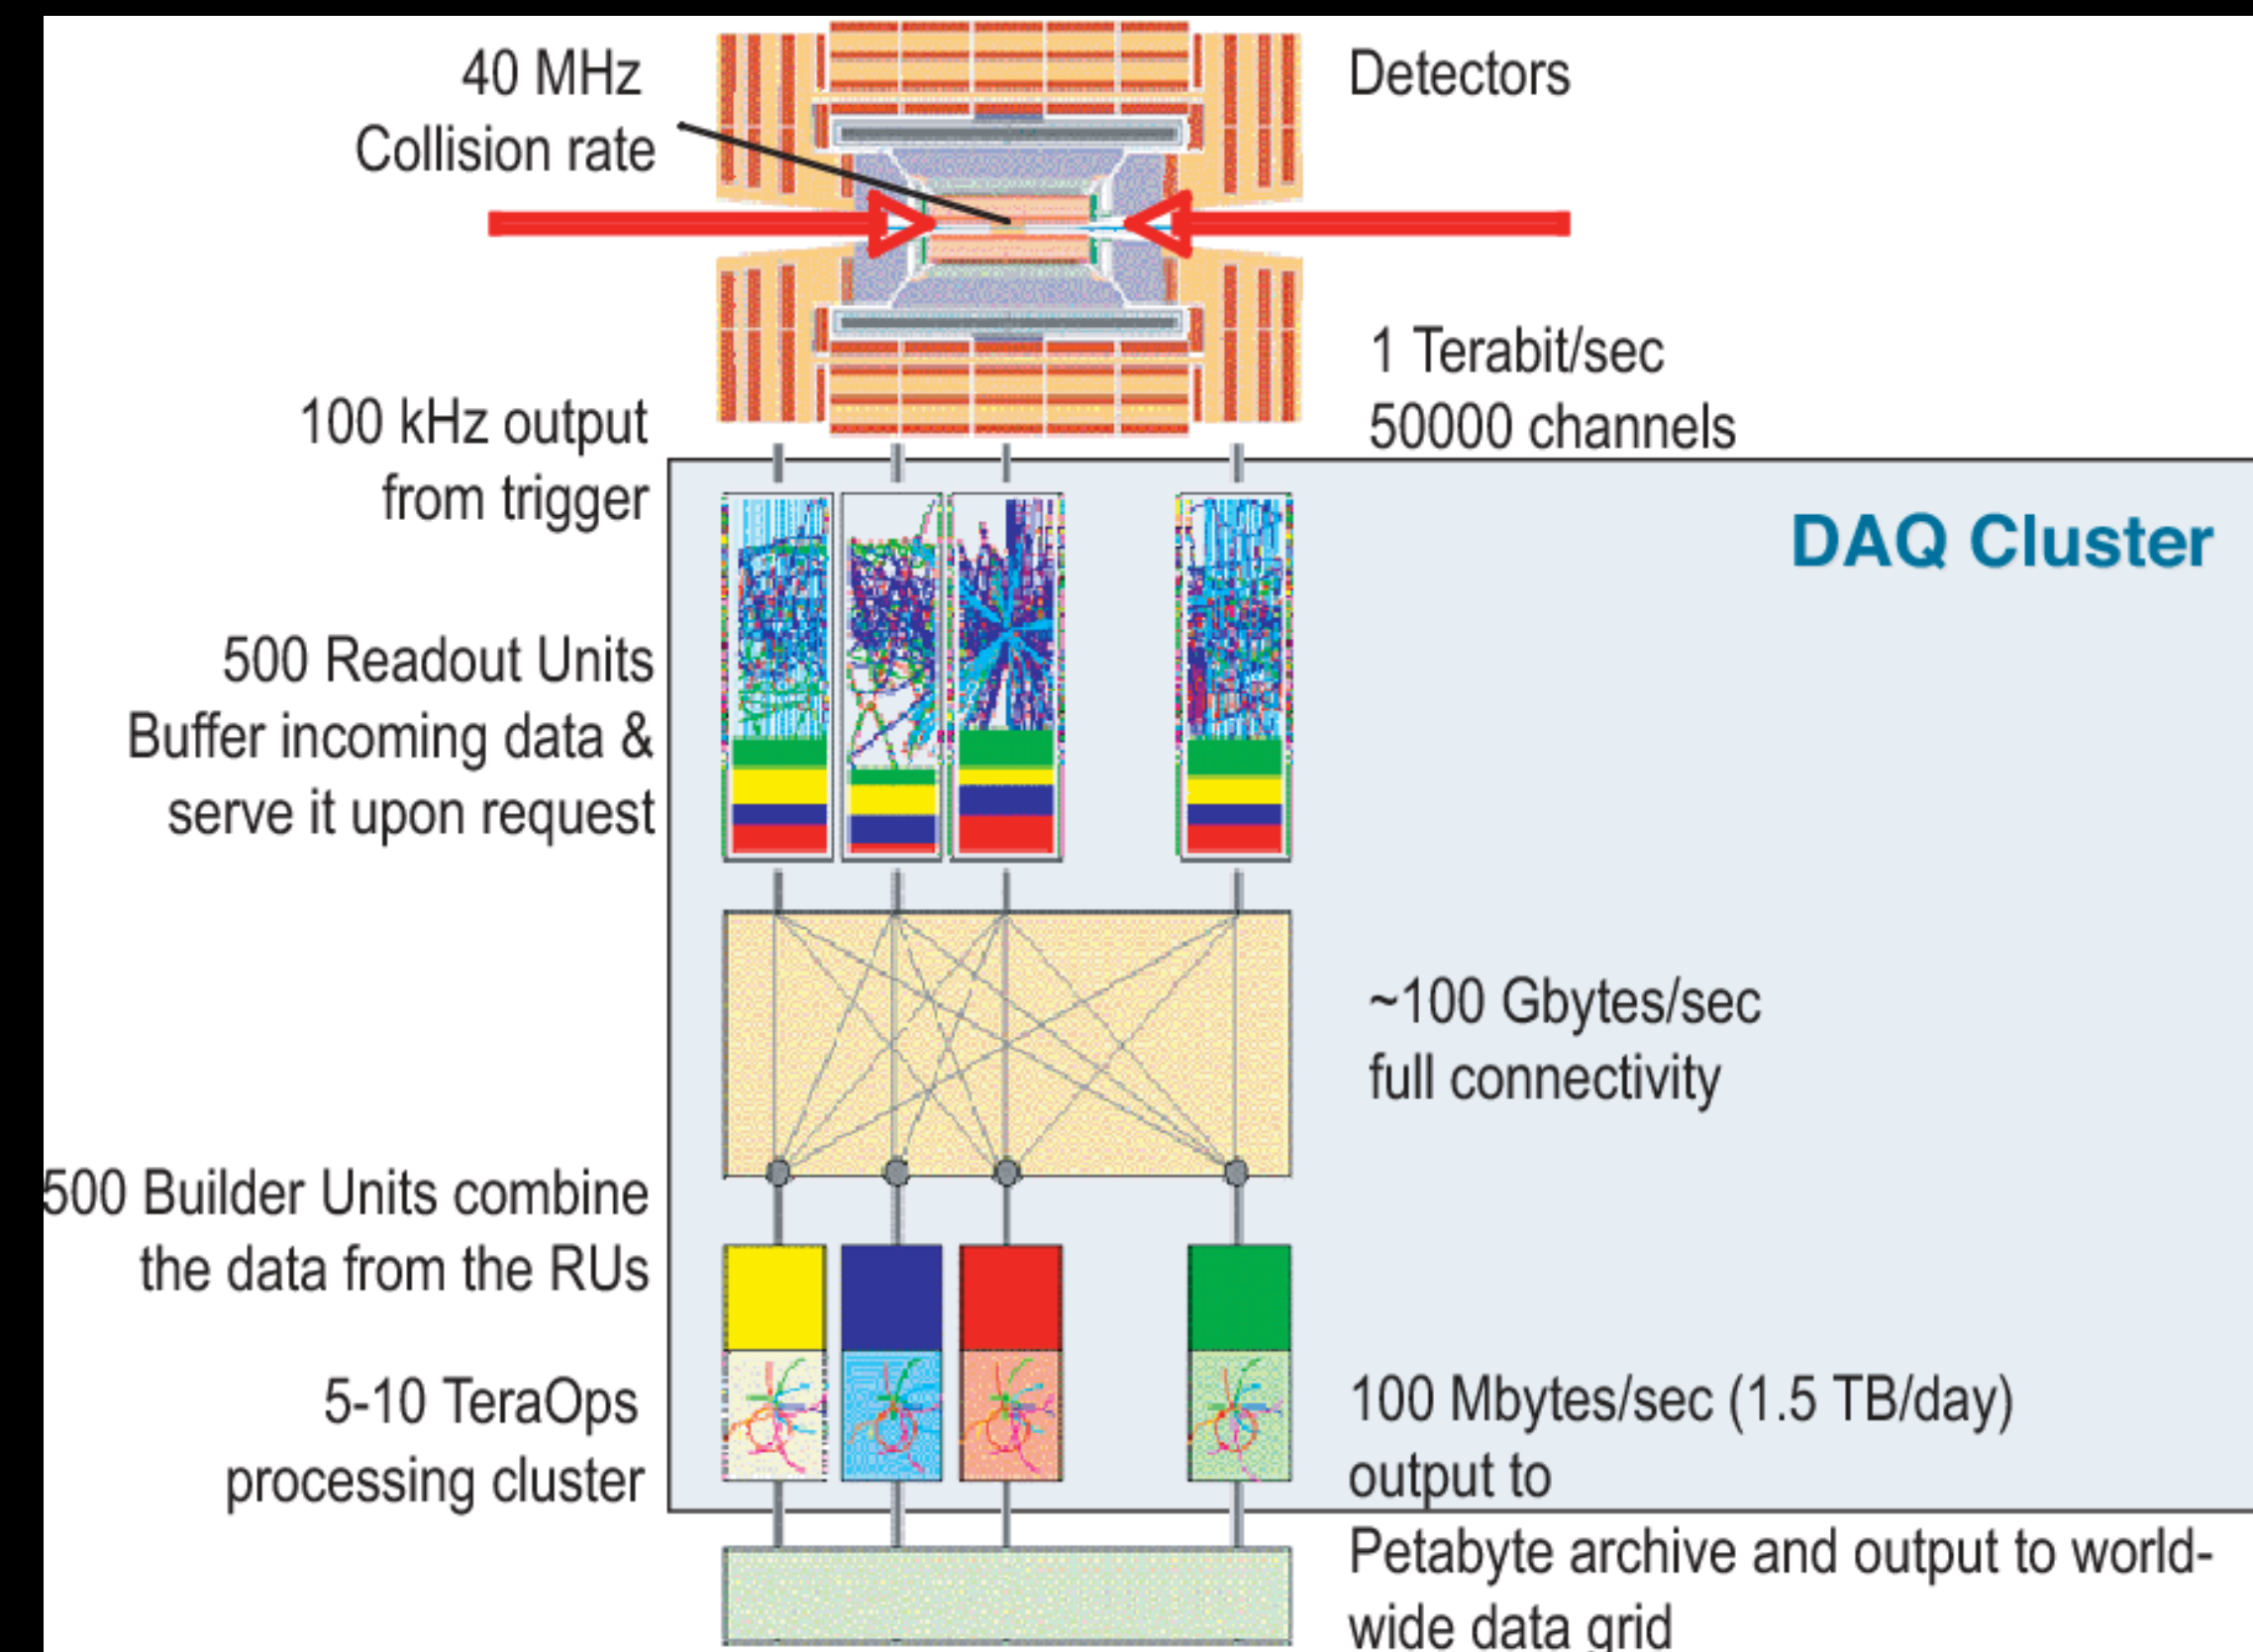 40 MHz
Collision rate
Detectors
1 Terabit/sec
50000 channels
100 kHz output
from trigger
DAQ Cluster
500 Readout Units
Buffer incoming data &
serve it upon request
~100 Gbytes/sec
full connectivity
500 Builder Units combine
the data from the RUs
5-10 TeraOps
processing cluster
100 Mbytes/sec (1.5 TB/day)
output to
Petabyte archive and output to world-
wide data grid